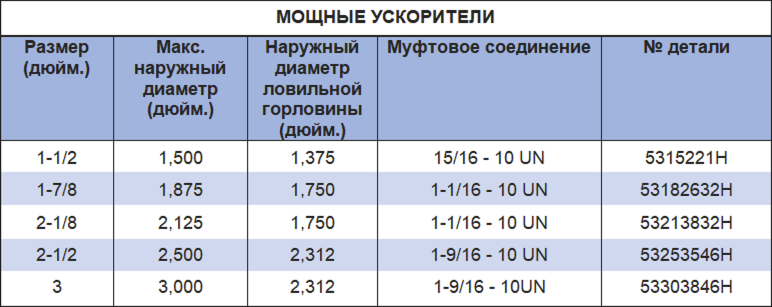 МОЩНЫЕ УСКОРИТЕЛИ
Размер (дюйм.) Макс. наружный диаметр (дюйм.) Наружный диаметр ловильной горловины (дюйм.) Муфтовое соединение № детали
1-1/2 1,500 1,375 15/16 - 10 UN 5315221H
1-7/8 1,875 1,750 1-1/16 - 10 UN 53182632H
2-1/8 2,125 1,750 1-1/16 - 10 UN 53213832H
2-1/2 2,500 2,312 1-9/16 - 10 UN 53253546H
3 3,000 2,312 1-9/16 - 10UN 53303846H